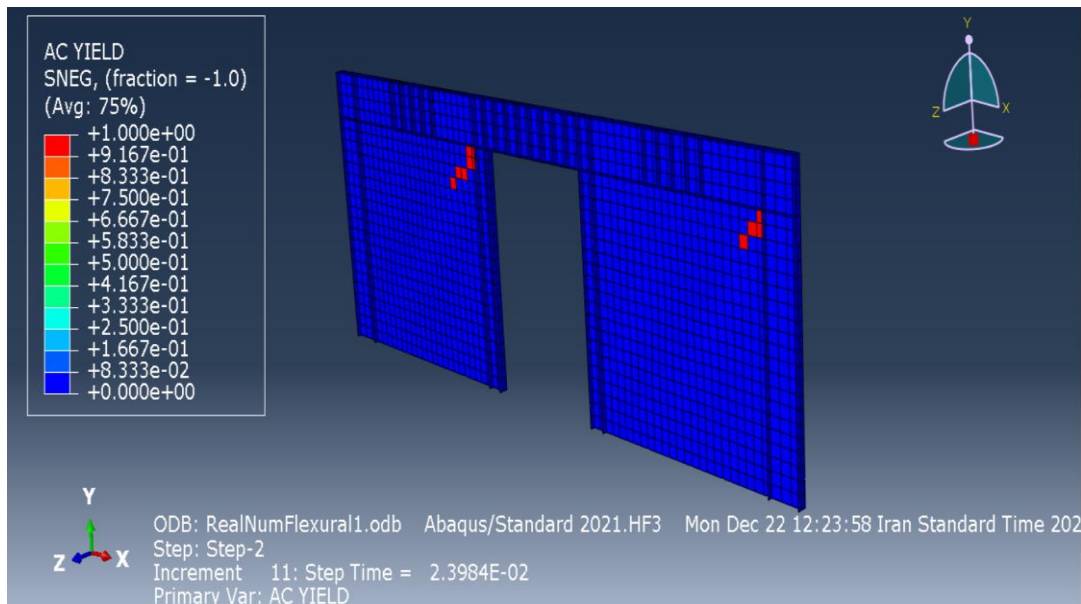 AC YIELD
SNEG, (fraction = -1.0)
(Avg: 75%)
+1.000e+00
+9.167e-01
+8.333e-01
+7.500e-01
+6.667e-01
+5.833e-01
+5.000e-01
+4.167e-01
+3.333e-01
+2.500e-01
+1.667e-01
+8.333e-02
+0.000e+00
Y
Z
X
Y
Z
X
ODB: RealNumFlexural1.odb Abaqus/Standard 2021.HF3 Mon Dec 22 12:23:58 Iran Standard Time 202
Step: Step-2
Increment 11: Step Time = 2.3984E-02
Primary Var: AC YIELD